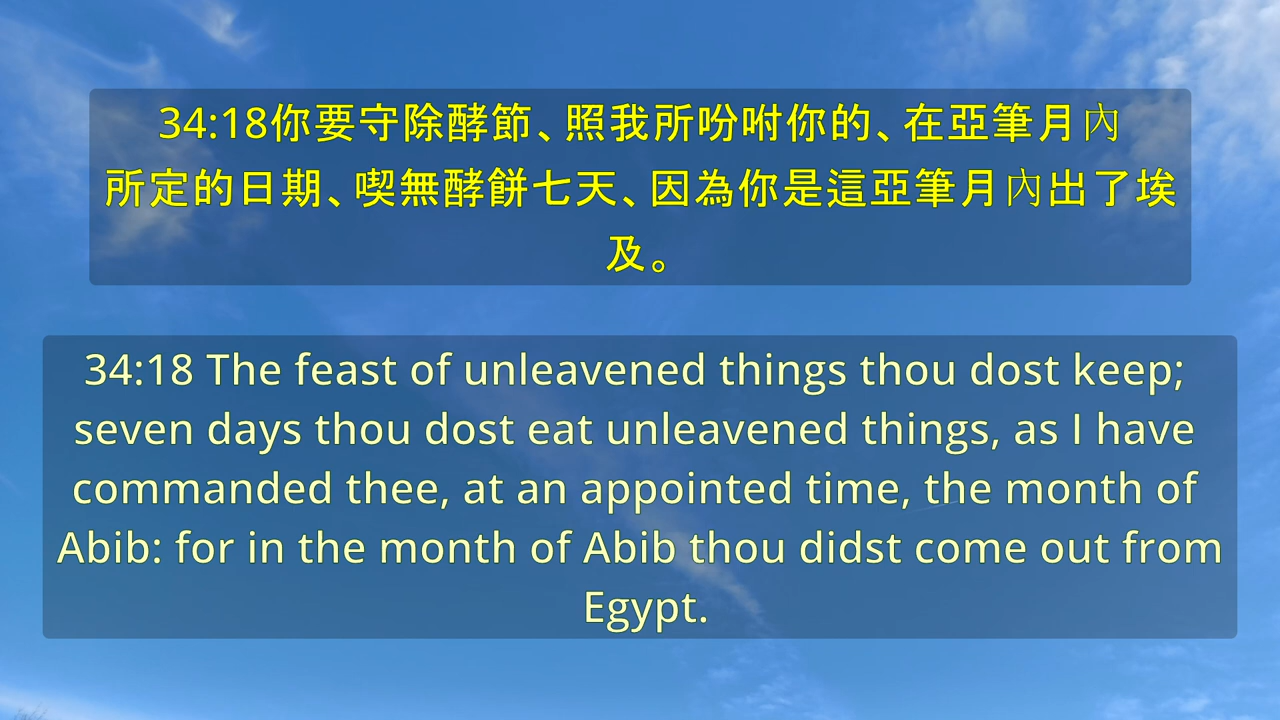 34:18你要守除酵節、照我所吩咐你的、在亞筆月內
所定的日期、喫無酵餅七天、因為你是這亞筆月內出了埃
及。
34:18 The feast of unleavened things thou dost keep;
seven days thou dost eat unleavened things, as I have
commanded thee, at an appointed time, the month of
Abib: for in the month of Abib thou didst come out from
Egypt.